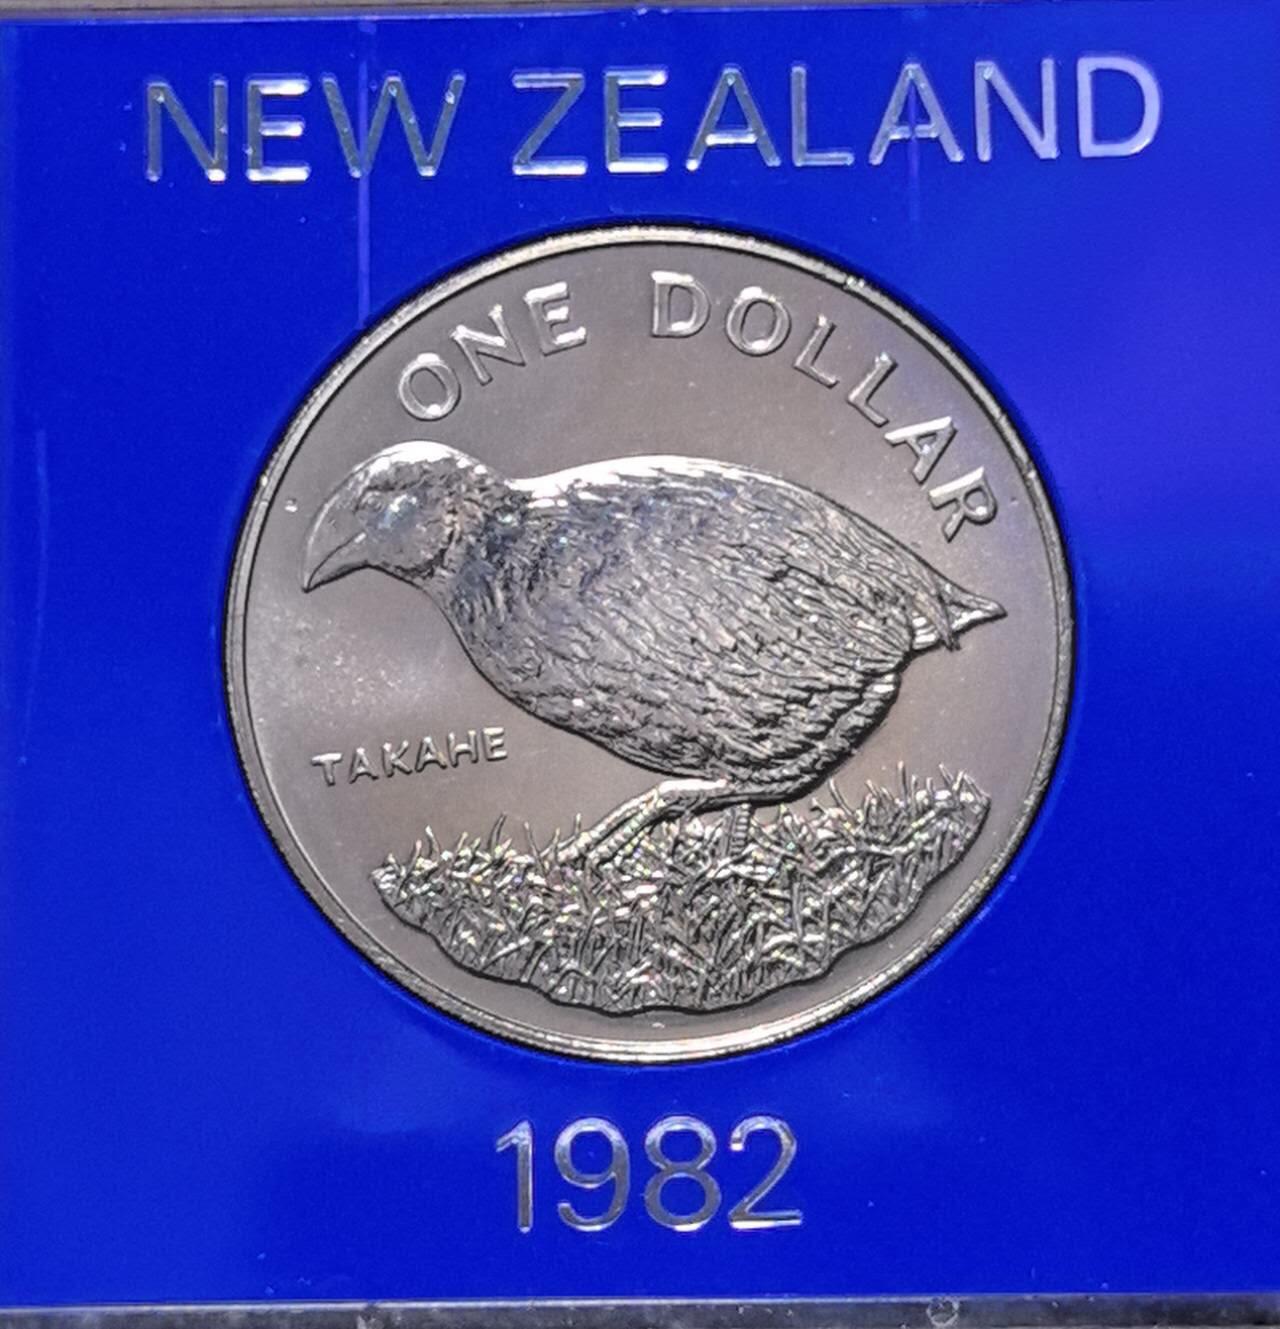 NEW ZEALAND
ONE DOLLAR
TAKAHE
1982